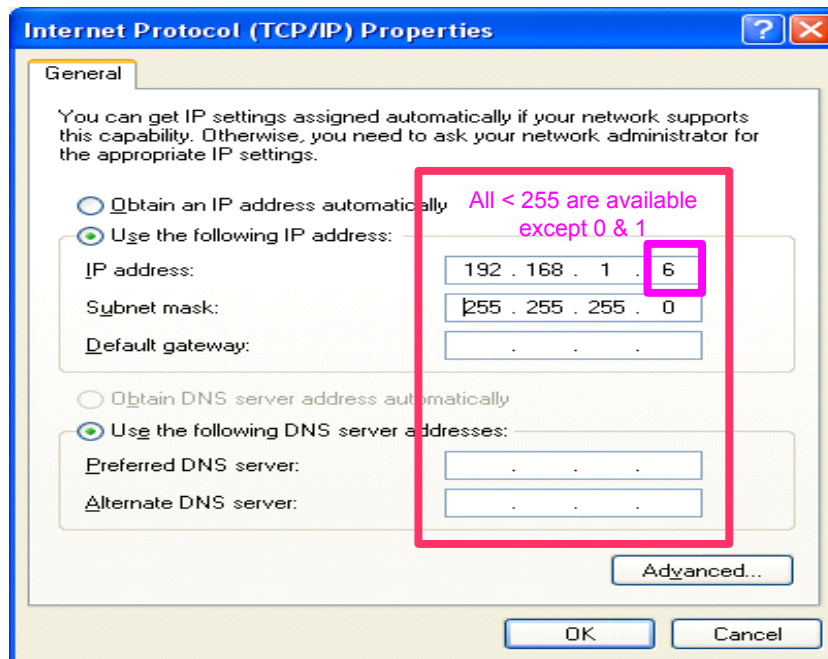 Internet Protocol (TCP/IP) Properties
General
You can get IP settings assigned automatically if your network supports
this capability. Otherwise, you need to ask your network administrator for
the appropriate IP settings.
Obtain an IP address automatically
All < 255 are available
except 0 & 1
Use the following IP address:
IP address: 192 . 168 . 1 . 6
Subnet mask: 255 . 255 . 255 . 0
Default gateway: . . .
Obtain DNS server address automatically
Use the following DNS server addresses:
Preferred DNS server: . . .
Alternate DNS server: . . .
Advanced...
OK Cancel